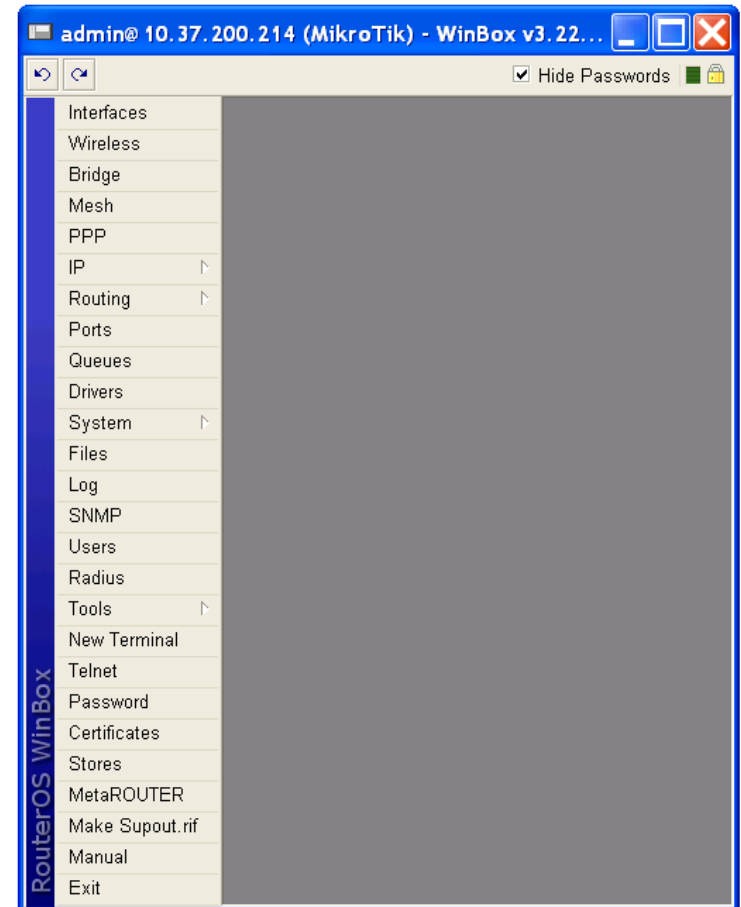 admin@ 10.37.200.214 (MikroTik) - WinBox v3.22...
Hide Passwords
Interfaces
Wireless
Bridge
Mesh
PPP
IP
Routing
Ports
Queues
Drivers
System
Files
Log
SNMP
Users
Radius
Tools
New Terminal
Telnet
Password
Certificates
Stores
MetaROUTER
Make Supout.rif
Manual
Exit
RouterOS WinBox